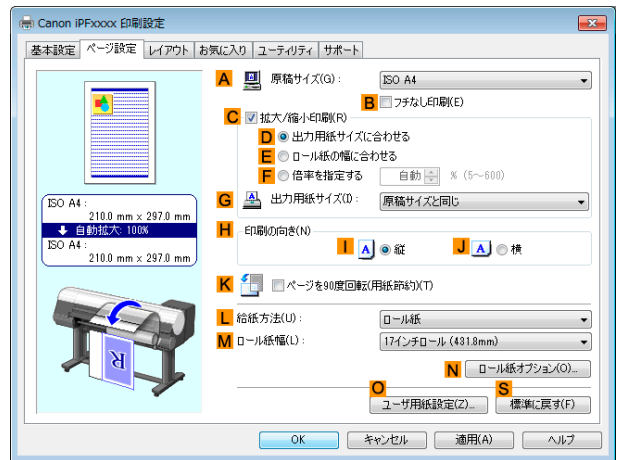 Canon iPFxxxx 印刷設定
基本設定 ページ設定 レイアウト お気に入り ユーティリティ サポート
A 原稿サイズ(G): ISO A4
B フチなし印刷(E)
C 拡大/縮小印刷(R)
D 出力用紙サイズに合わせる
E ロール紙の幅に合わせる
F 倍率を指定する 自動 % (5～600)
G 出力用紙サイズ(I): 原稿サイズと同じ
ISO A4 :
210.0 mm x 297.0 mm
自動拡大: 100%
ISO A4 :
210.0 mm x 297.0 mm
H 印刷の向き(N)
I A 縦 J A 横
K ページを90度回転(用紙節約)(T)
L 給紙方法(U): ロール紙
M ロール紙幅(L): 17インチロール (431.8mm)
R
N ロール紙オプション(O)...
O S
ユーザ用紙設定(Z)... 標準に戻す(F)
OK キャンセル 適用(A) ヘルプ